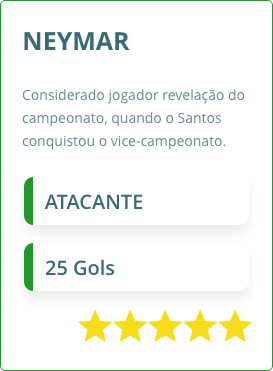 NEYMAR
Considerado jogador revelação do
campeonato, quando o Santos
conquistou o vice-campeonato.
ATACANTE
25 Gols